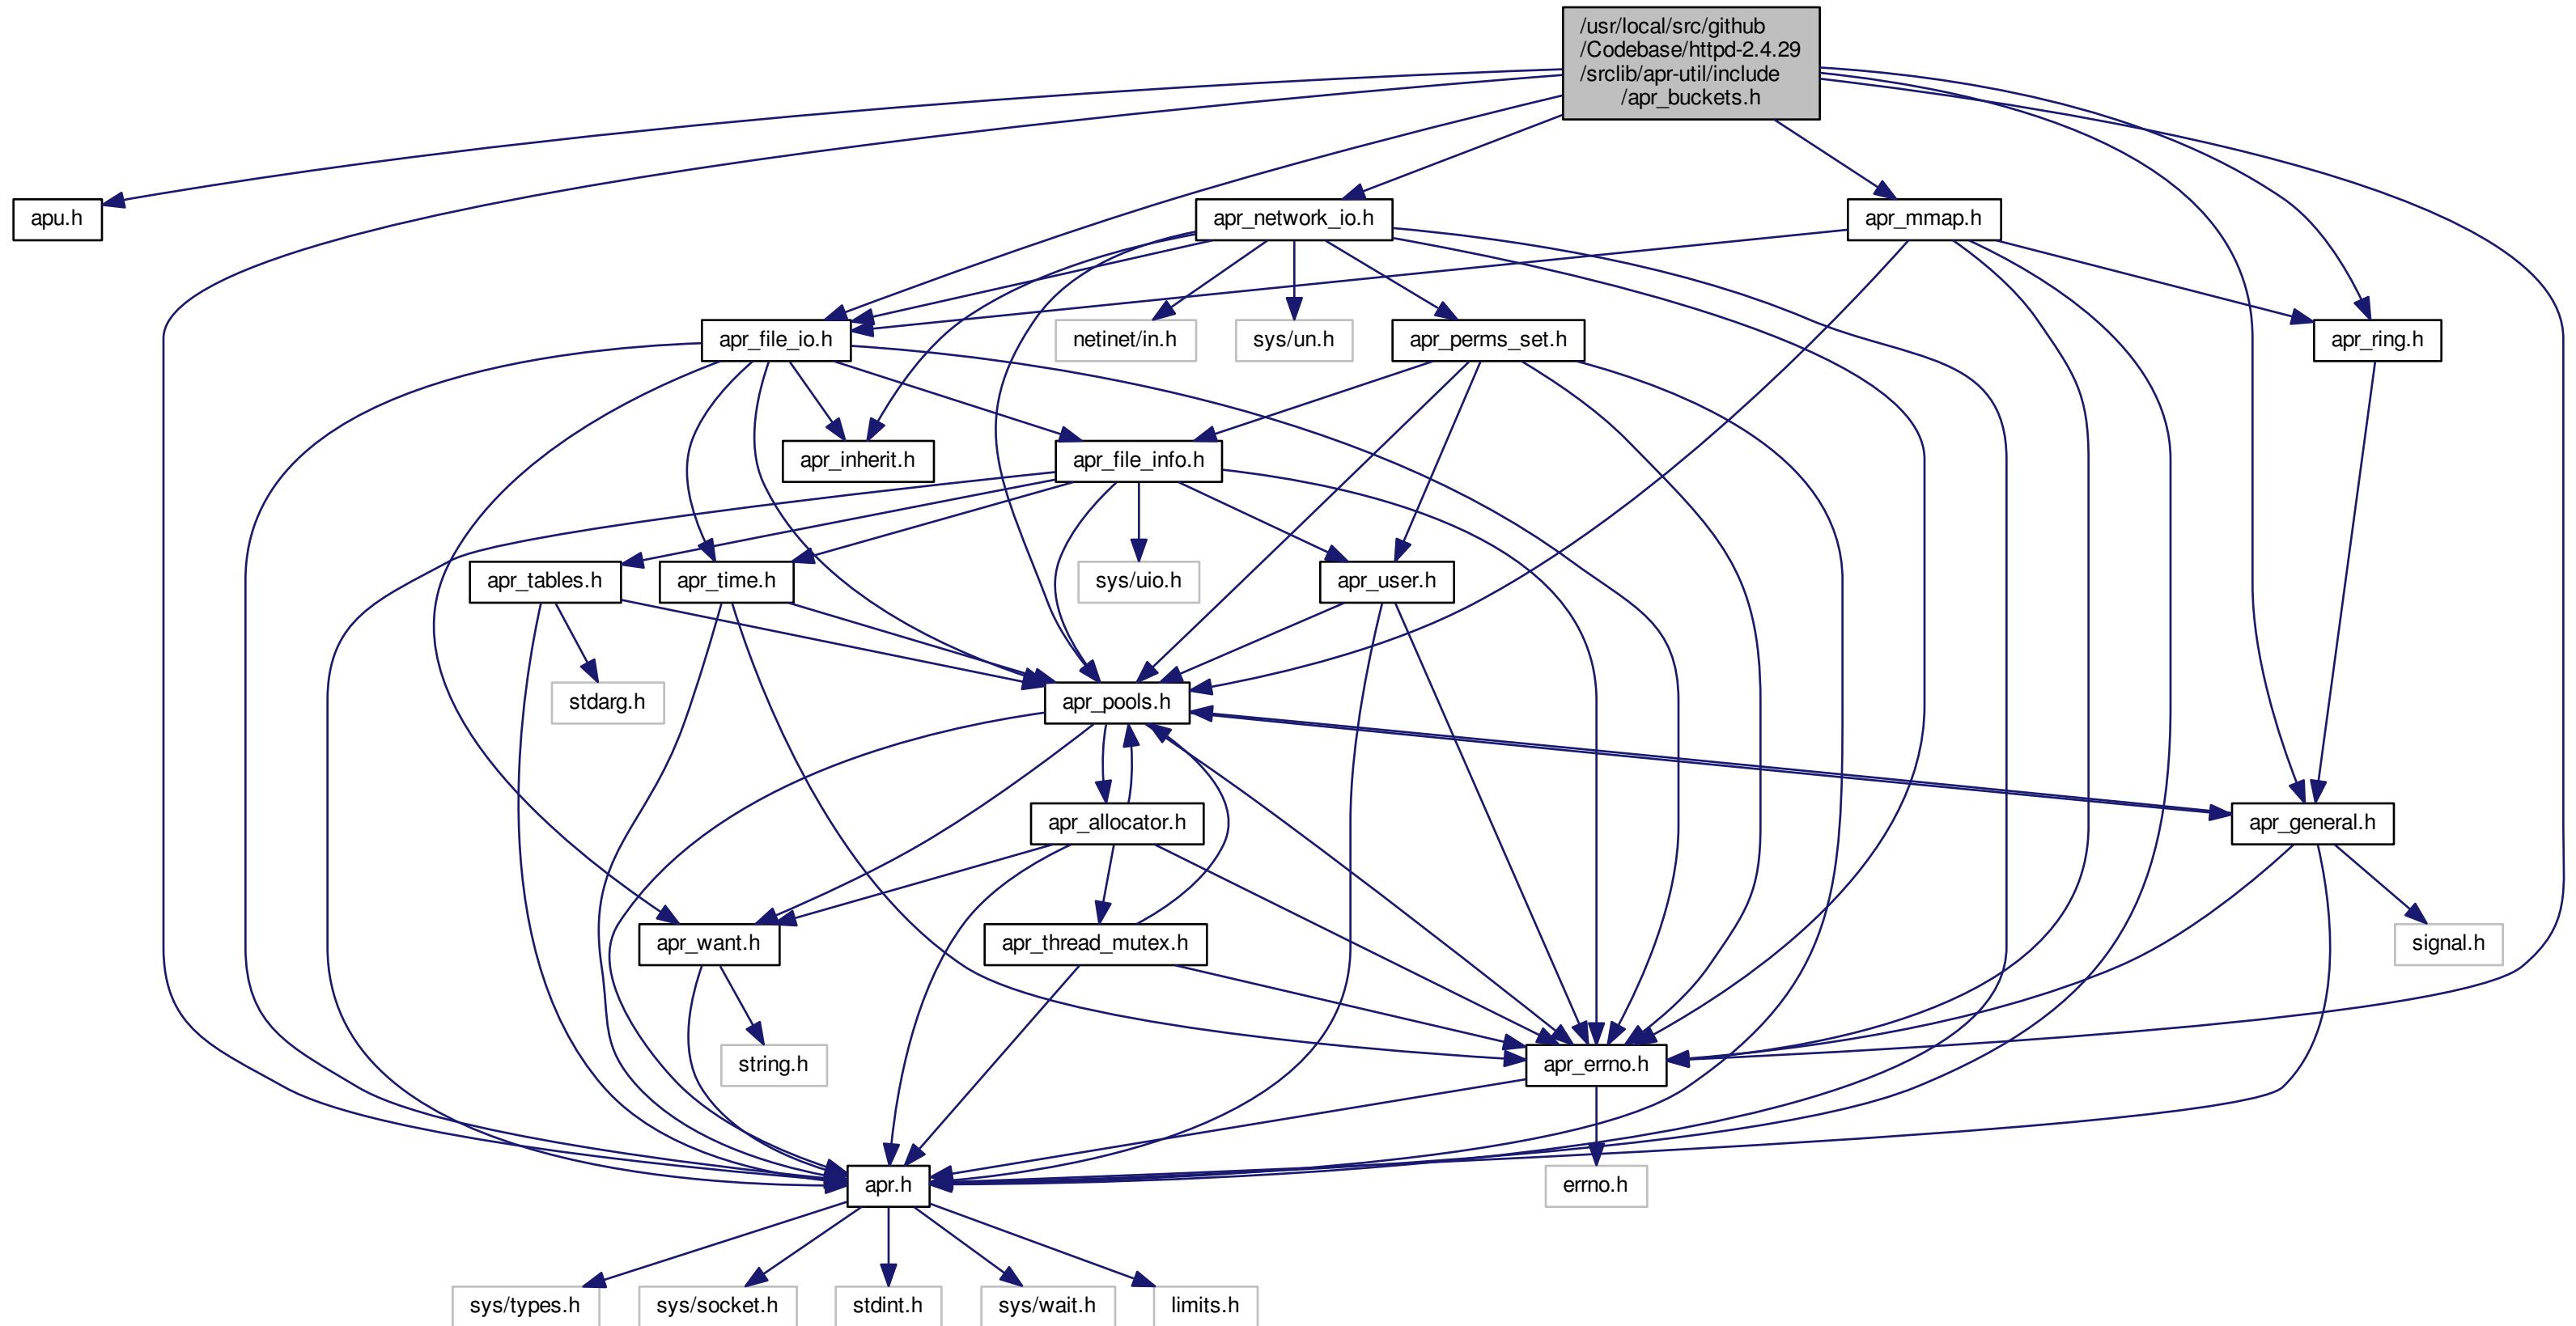 /usr/local/src/github
/Codebase/httpd-2.4.29
/srclib/apr-util/include
/apr_buckets.h
apu.h
apr_network_io.h
apr_mmap.h
apr_file_io.h
netinet/in.h
sys/un.h
apr_perms_set.h
apr_ring.h
apr_inherit.h
apr_file_info.h
apr_tables.h
apr_time.h
sys/uio.h
apr_user.h
stdarg.h
apr_pools.h
apr_allocator.h
apr_general.h
apr_want.h
apr_thread_mutex.h
signal.h
string.h
apr_errno.h
apr.h
errno.h
sys/types.h
sys/socket.h
stdint.h
sys/wait.h
limits.h